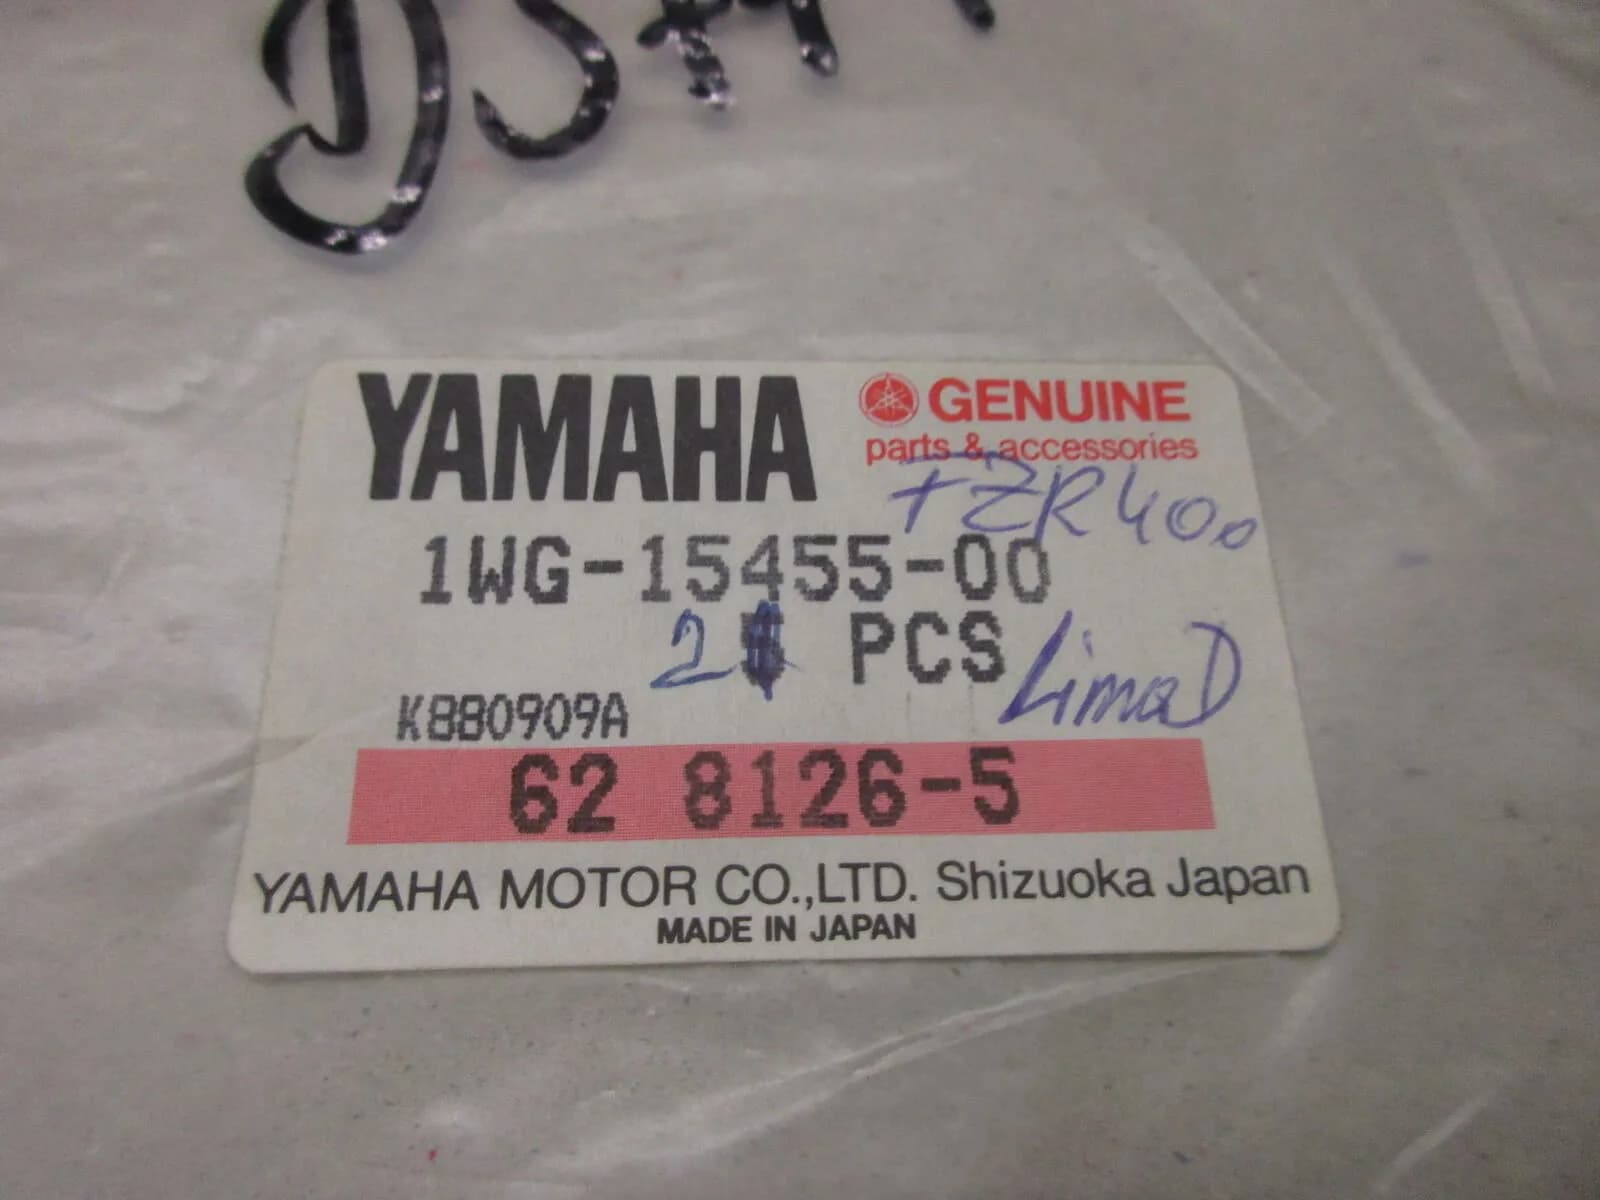 YAMAHA
GENUINE
parts & accessories
FZR400
1WG-15455-00
2 PCS
LimaD
K880909A
62 8126-5
YAMAHA MOTOR CO.,LTD. Shizuoka Japan
MADE IN JAPAN